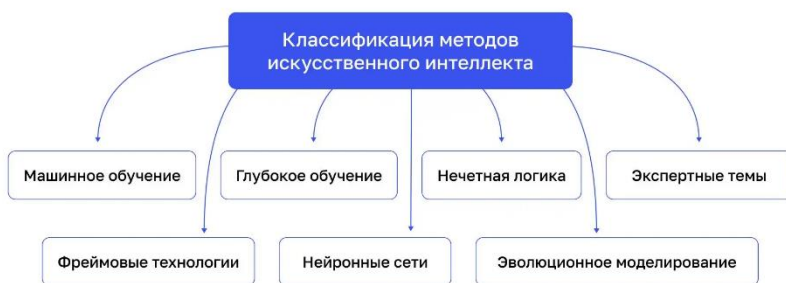 Классификация методов
искусственного интеллекта
Машинное обучение
Глубокое обучение
Нечетная логика
Экспертные темы
Фреймовые технологии
Нейронные сети
Эволюционное моделирование